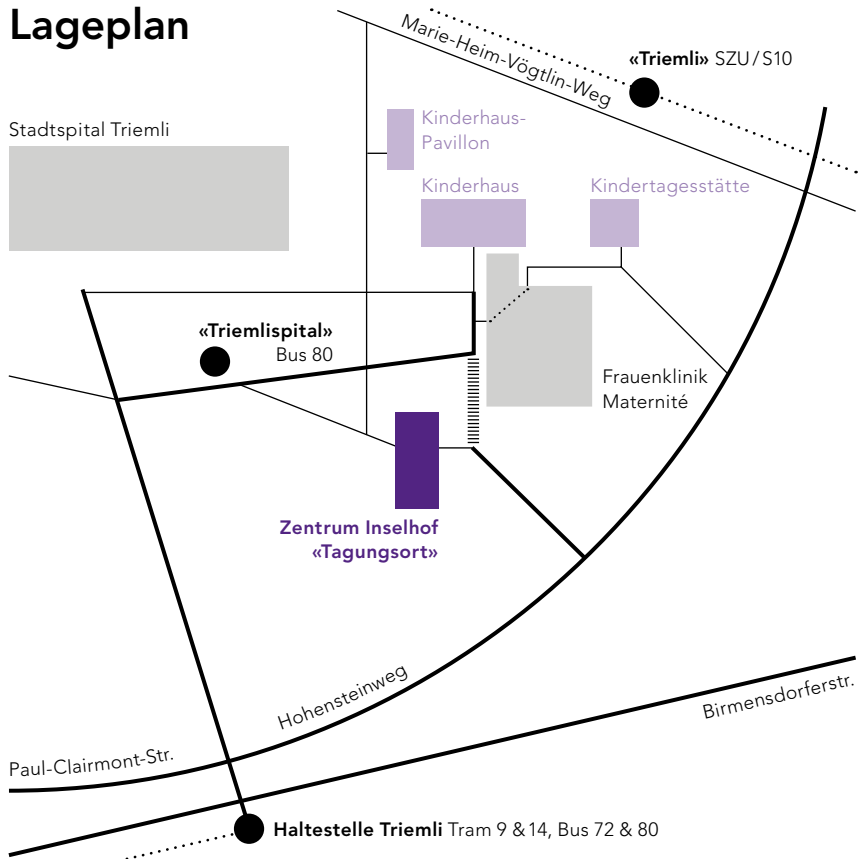 Lageplan
Marie-Heim-Vögtlin-Weg
«Triemli» SZU/S10
Stadtspital Triemli
Kinderhaus-
Pavillon
Kinderhaus
Kindertagesstätte
«Triemlispital»
Bus 80
Frauenklinik
Maternité
Zentrum Inselhof
«Tagungsort»
Hohensteinweg
Birmensdorferstr.
Paul-Clairmont-Str.
Haltestelle Triemli Tram 9 & 14, Bus 72 & 80